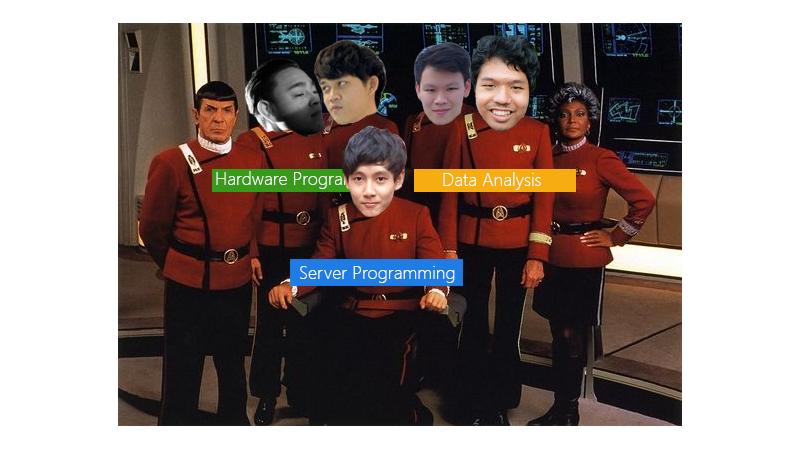 Hardware Progra
Data Analysis
Server Programming